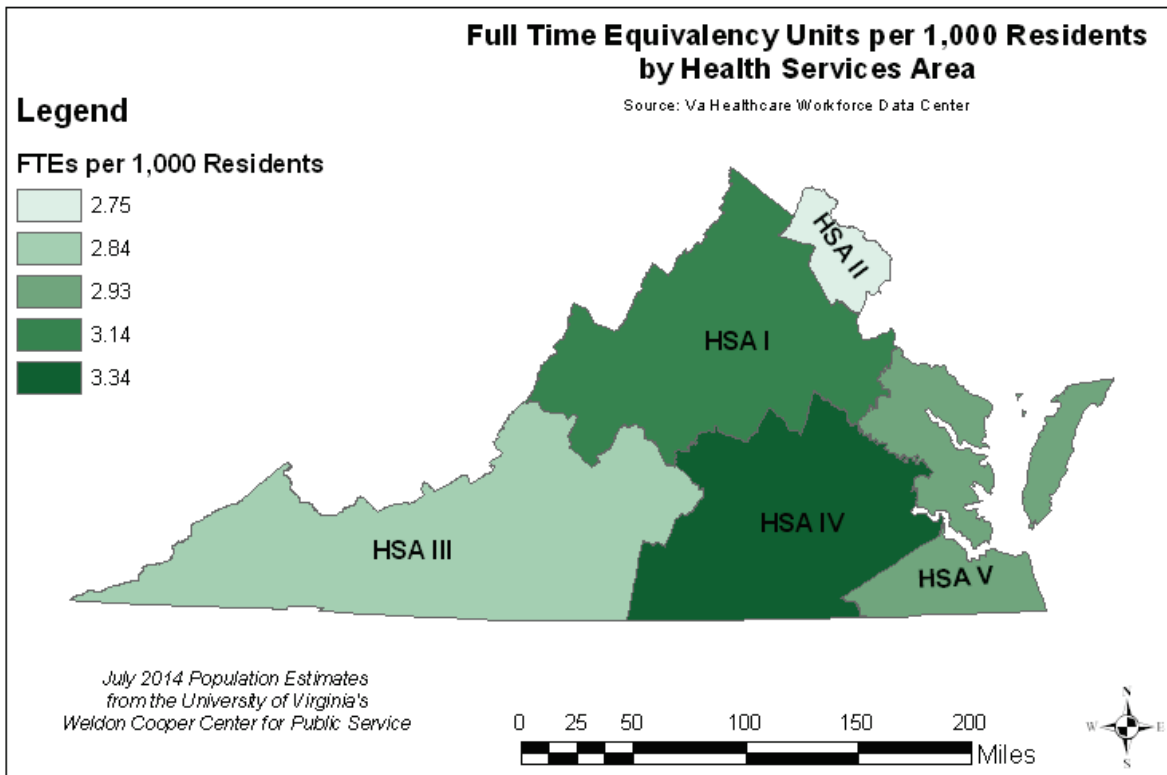 Full Time Equivalency Units per 1,000 Residents
by Health Services Area
Source: Va Healthcare Workforce Data Center
Legend
FTEs per 1,000 Residents
2.75
2.84
2.93
3.14
3.34
HSA II
HSA I
HSA IV
HSA III
HSA V
July 2014 Population Estimates
from the University of Virginia's
Weldon Cooper Center for Public Service
0 25 50 100 150 200
Miles
N
W E
S